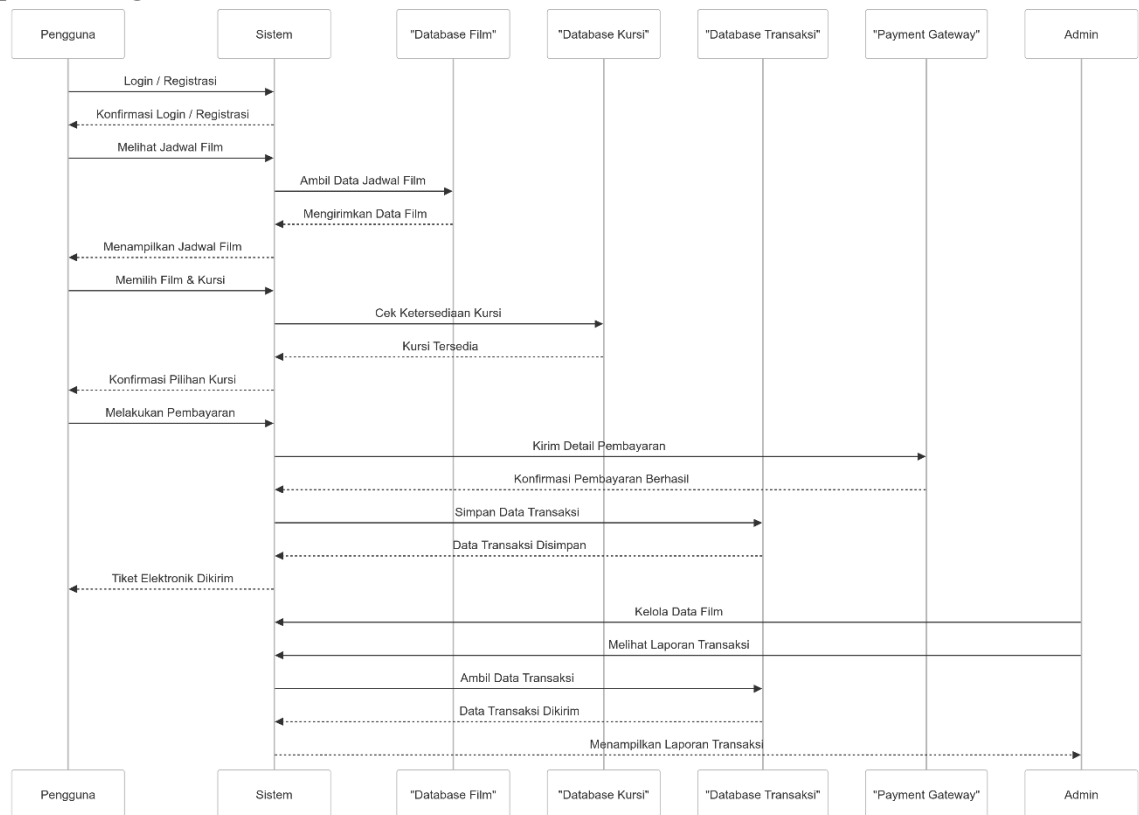 Pengguna
Sistem
"Database Film"
"Database Kursi"
"Database Transaksi"
"Payment Gateway"
Admin
Login / Registrasi
Konfirmasi Login / Registrasi
Melihat Jadwal Film
Ambil Data Jadwal Film
Mengirimkan Data Film
Menampilkan Jadwal Film
Memilih Film & Kursi
Cek Ketersediaan Kursi
Kursi Tersedia
Konfirmasi Pilihan Kursi
Melakukan Pembayaran
Kirim Detail Pembayaran
Konfirmasi Pembayaran Berhasil
Simpan Data Transaksi
Data Transaksi Disimpan
Tiket Elektronik Dikirim
Kelola Data Film
Melihat Laporan Transaksi
Ambil Data Transaksi
Data Transaksi Dikirim
Menampilkan Laporan Transaksi
Pengguna
Sistem
"Database Film"
"Database Kursi"
"Database Transaksi"
"Payment Gateway"
Admin